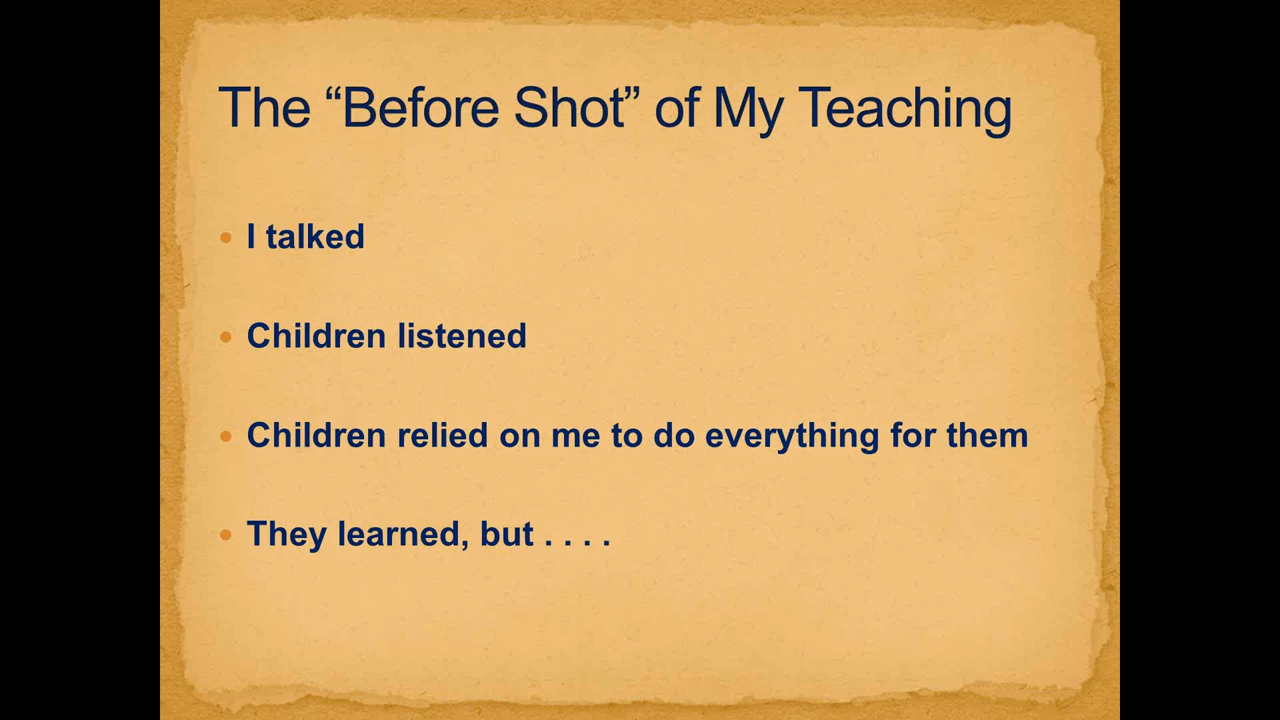 The “Before Shot” of My Teaching
• I talked
• Children listened
• Children relied on me to do everything for them
• They learned, but . . . .